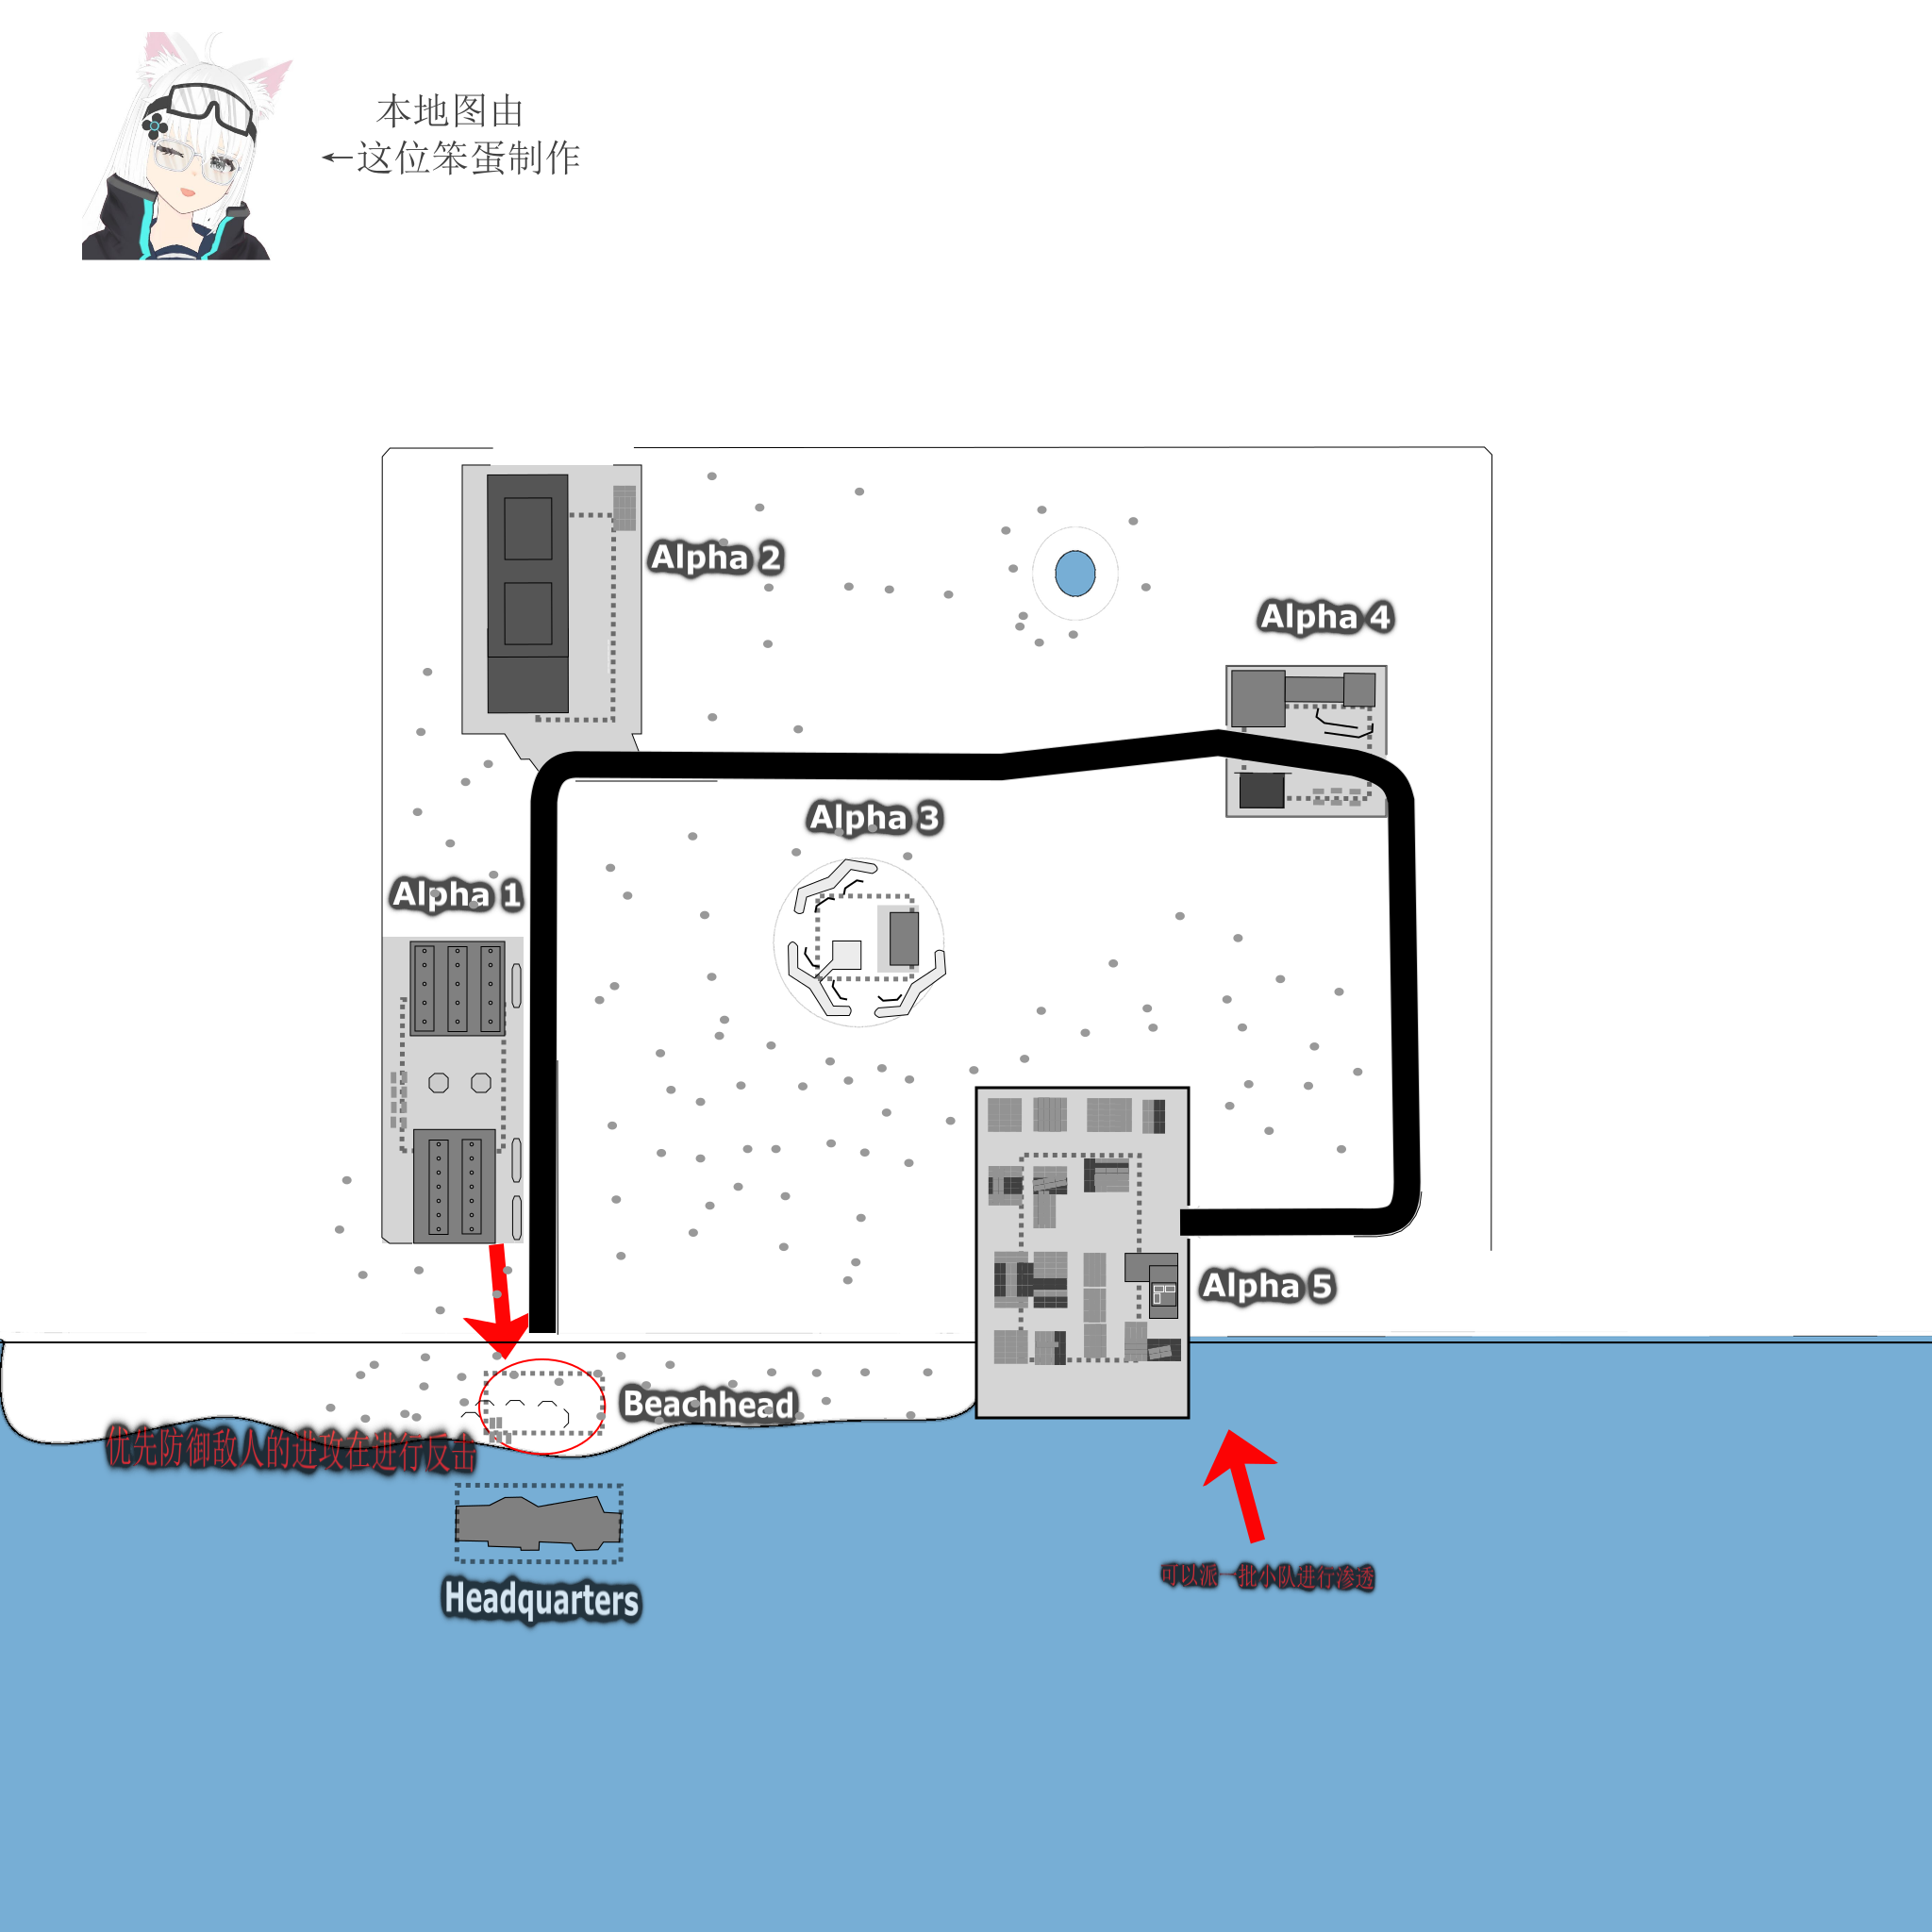 本地图由
←这位笨蛋制作
Alpha 2
Alpha 4
Alpha 3
Alpha 1
Alpha 5
Beachhead
优先防御敌人的进攻在进行反击
可以派一批小队进行渗透
Headquarters